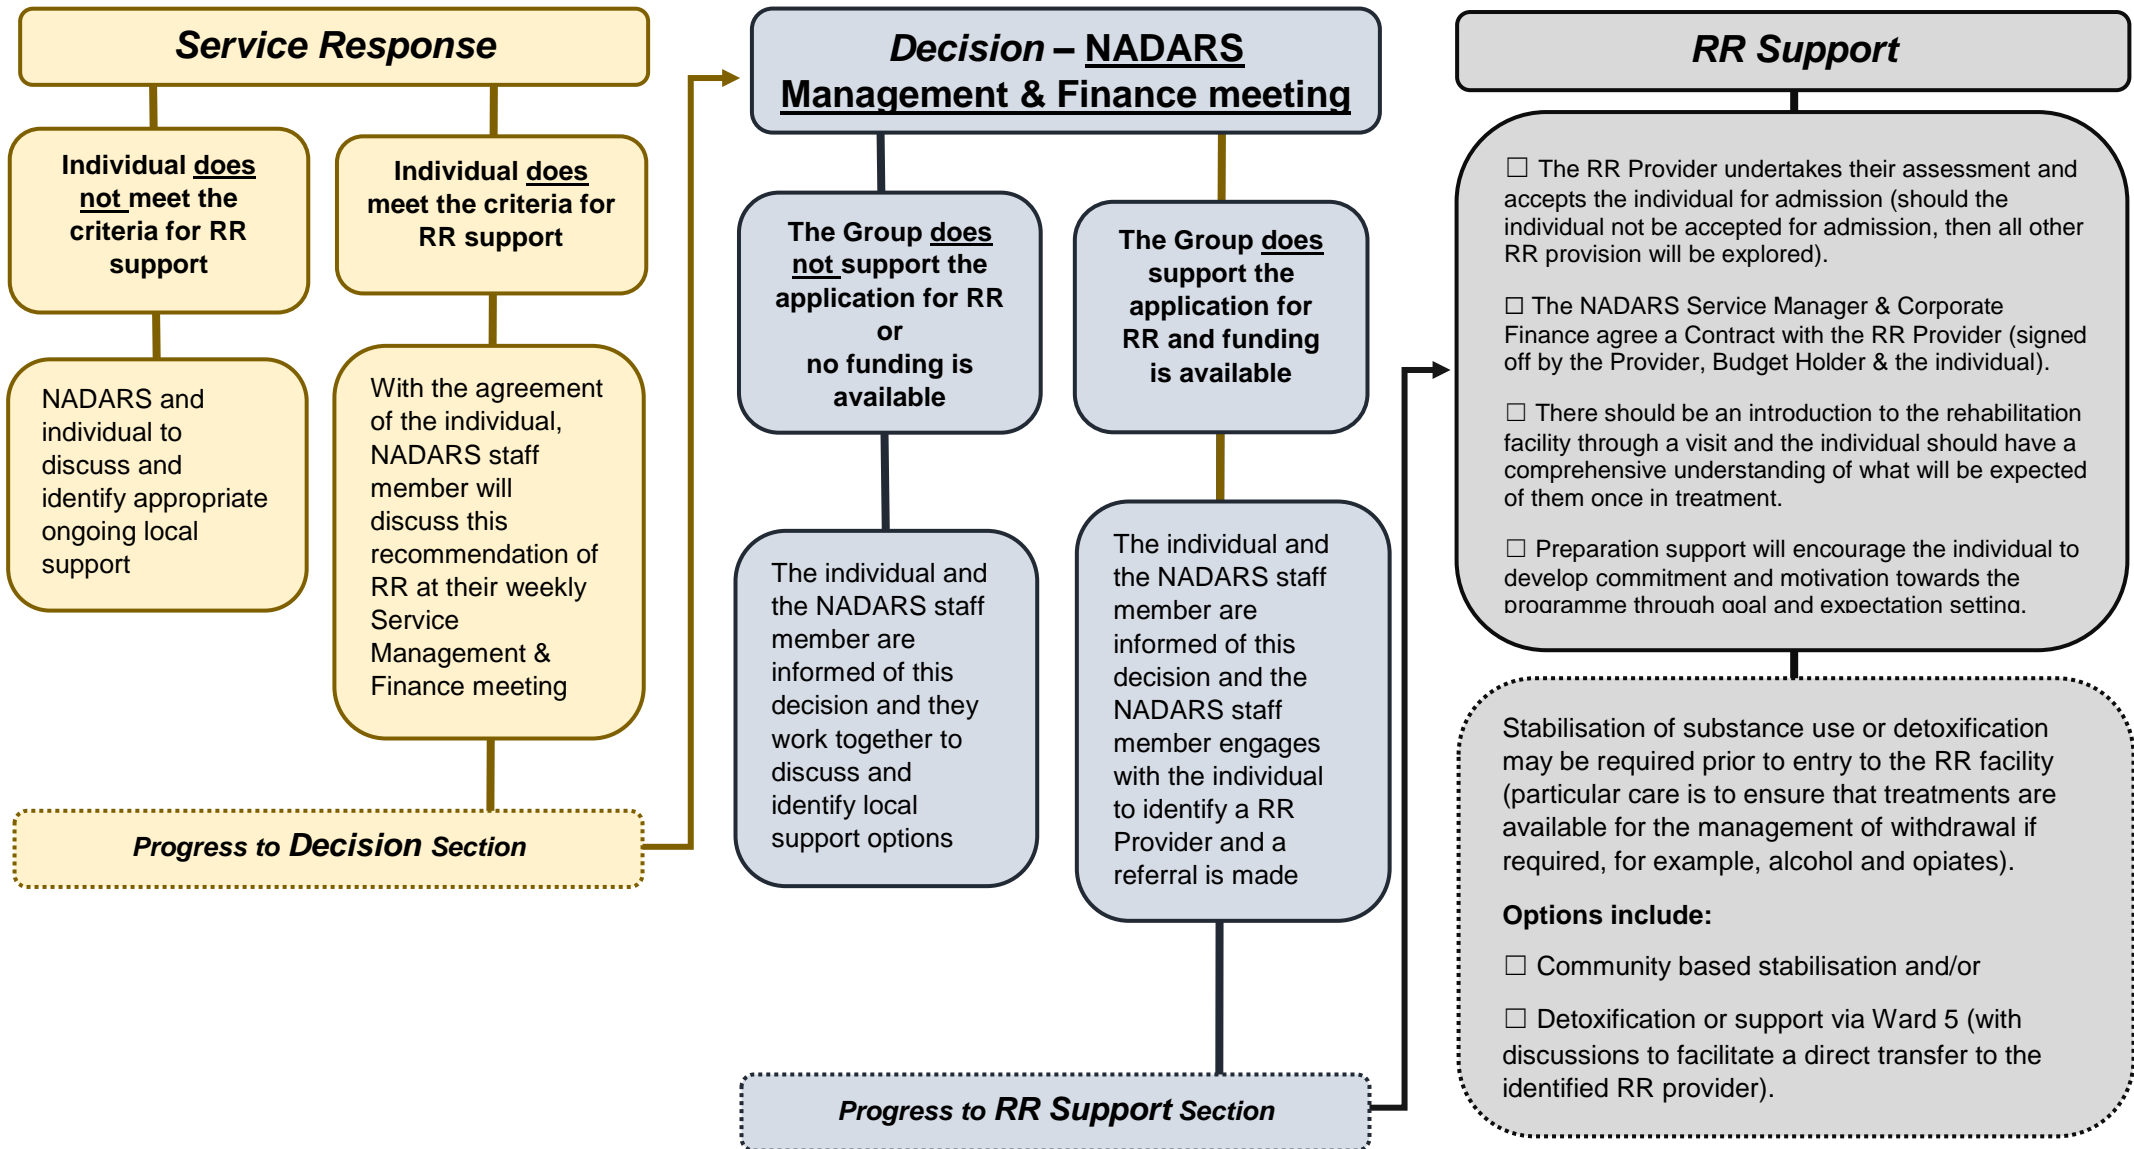 Service Response
Individual does
not meet the
criteria for RR
support
NADARS and
individual to
discuss and
identify appropriate
ongoing local
support
Individual does
meet the criteria for
RR support
With the agreement
of the individual,
NADARS staff
member will
discuss this
recommendation of
RR at their weekly
Service
Management &
Finance meeting
Progress to Decision Section
Decision – NADARS
Management & Finance meeting
The Group does
not support the
application for RR
or
no funding is
available
The individual and
the NADARS staff
member are
informed of this
decision and they
work together to
discuss and
identify local
support options
The Group does
support the
application for
RR and funding
is available
The individual and
the NADARS staff
member are
informed of this
decision and the
NADARS staff
member engages
with the individual
to identify a RR
Provider and a
referral is made
Progress to RR Support Section
RR Support
☐ The RR Provider undertakes their assessment and
accepts the individual for admission (should the
individual not be accepted for admission, then all other
RR provision will be explored).
☐ The NADARS Service Manager & Corporate
Finance agree a Contract with the RR Provider (signed
off by the Provider, Budget Holder & the individual).
☐ There should be an introduction to the rehabilitation
facility through a visit and the individual should have a
comprehensive understanding of what will be expected
of them once in treatment.
☐ Preparation support will encourage the individual to
develop commitment and motivation towards the
programme through goal and expectation setting.
Stabilisation of substance use or detoxification
may be required prior to entry to the RR facility
(particular care is to ensure that treatments are
available for the management of withdrawal if
required, for example, alcohol and opiates).
Options include:
☐ Community based stabilisation and/or
☐ Detoxification or support via Ward 5 (with
discussions to facilitate a direct transfer to the
identified RR provider).